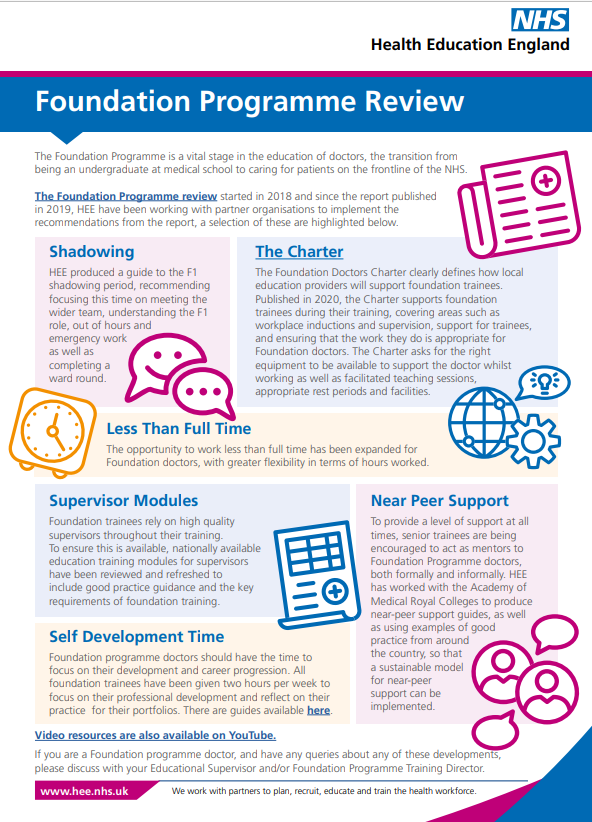 NHS
Health Education England
Foundation Programme Review
The Foundation Programme is a vital stage in the education of doctors, the transition from
being an undergraduate at medical school to caring for patients on the frontline of the NHS.
The Foundation Programme review started in 2018 and since the report published
in 2019, HEE have been working with partner organisations to implement the
recommendations from the report, a selection of these are highlighted below.
Shadowing
HEE produced a guide to the F1
shadowing period, recommending
focusing this time on meeting the
wider team, understanding the F1
role, out of hours and
emergency work
as well as
completing a
ward round.
The Charter
The Foundation Doctors Charter clearly defines how local
education providers will support foundation trainees.
Published in 2020, the Charter supports foundation
trainees during their training, covering areas such as
workplace inductions and supervision, support for trainees,
and ensuring that the work they do is appropriate for
Foundation doctors. The Charter asks for the right
equipment to be available to support the doctor whilst
working as well as facilitated teaching sessions,
appropriate rest periods and facilities.
Less Than Full Time
The opportunity to work less than full time has been expanded for
Foundation doctors, with greater flexibility in terms of hours worked.
Supervisor Modules
Foundation trainees rely on high quality
supervisors throughout their training.
To ensure this is available, nationally available
education training modules for supervisors
have been reviewed and refreshed to
include good practice guidance and the key
requirements of foundation training.
Near Peer Support
To provide a level of support at all
times, senior trainees are being
encouraged to act as mentors to
Foundation Programme doctors,
both formally and informally. HEE
has worked with the Academy of
Medical Royal Colleges to produce
near-peer support guides, as well
as using examples of good
practice from around
the country, so that
a sustainable model
for near-peer
support can be
implemented.
Self Development Time
Foundation programme doctors should have the time to
focus on their development and career progression. All
foundation trainees have been given two hours per week to
focus on their professional development and reflect on their
practice for their portfolios. There are guides available here.
Video resources are also available on YouTube.
If you are a Foundation programme doctor, and have any queries about any of these developments,
please discuss with your Educational Supervisor and/or Foundation Programme Training Director.
www.hee.nhs.uk
We work with partners to plan, recruit, educate and train the health workforce.